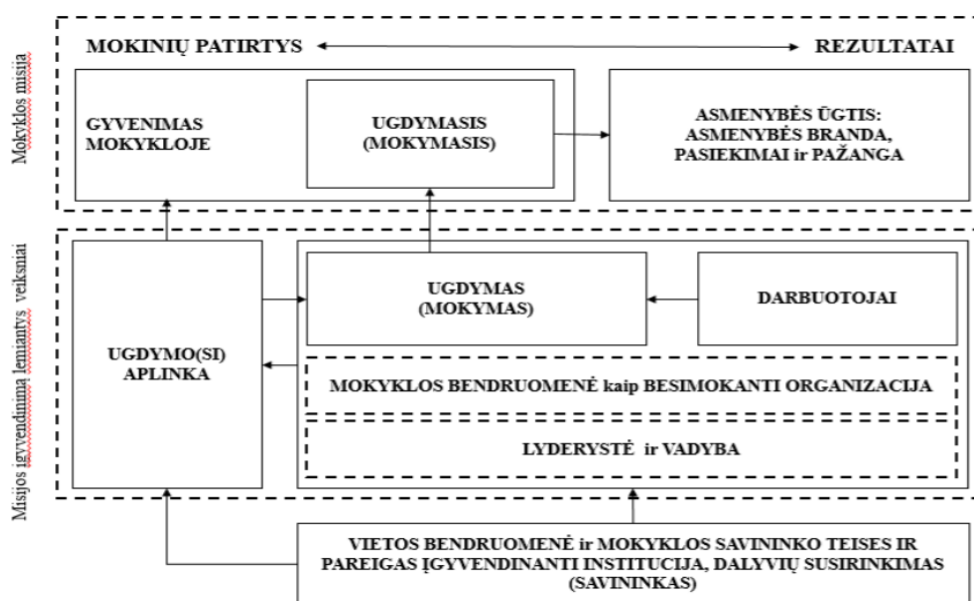 Mokyklos misija
MOKINIŲ PATIRTYS
REZULTATAI
GYVENIMAS
MOKYKLOJE
UGDYMASIS
(MOKYMASIS)
ASMENYBĖS ŪGTIS:
ASMENYBĖS BRANDA,
PASIEKIMAI ir PAŽANGA
Misijos įgyvendinimą lemiantys veiksniai
UGDYMO(SI)
APLINKA
UGDYMAS
(MOKYMAS)
DARBUOTOJAI
MOKYKLOS BENDRUOMENĖ kaip BESIMOKANTI ORGANIZACIJA
LYDERYSTĖ ir VADYBA
VIETOS BENDRUOMENĖ ir MOKYKLOS SAVININKO TEISES IR
PAREIGAS ĮGYVENDINANTI INSTITUCIJA, DALYVIŲ SUSIRINKIMAS
(SAVININKAS)